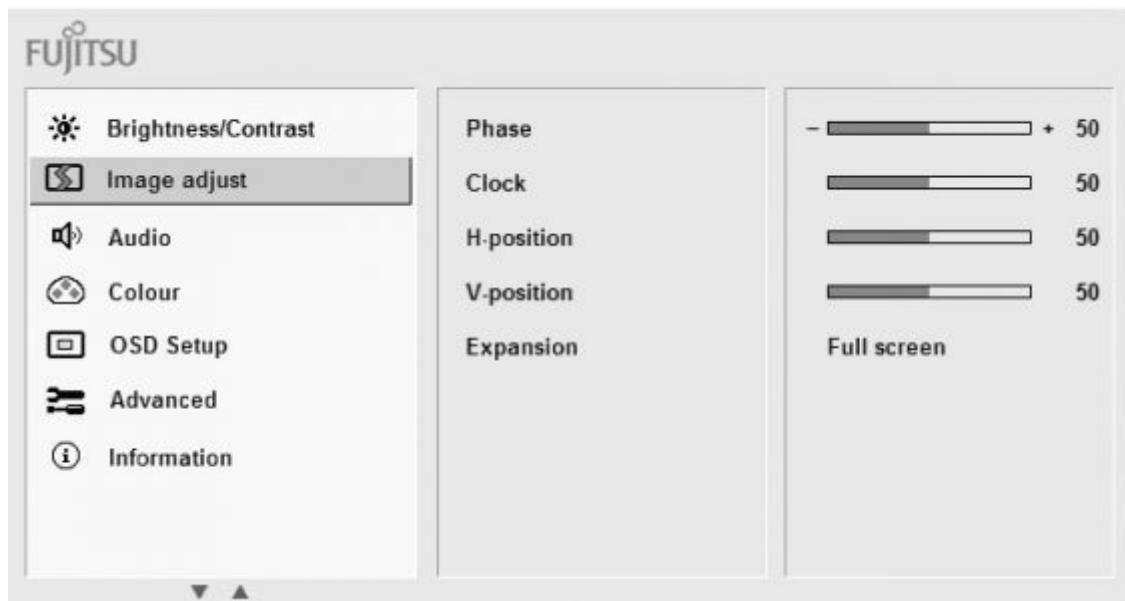 FUJITSU
Brightness/Contrast
Image adjust
Audio
Colour
OSD Setup
Advanced
Information
Phase - + 50
Clock 50
H-position 50
V-position 50
Expansion Full screen